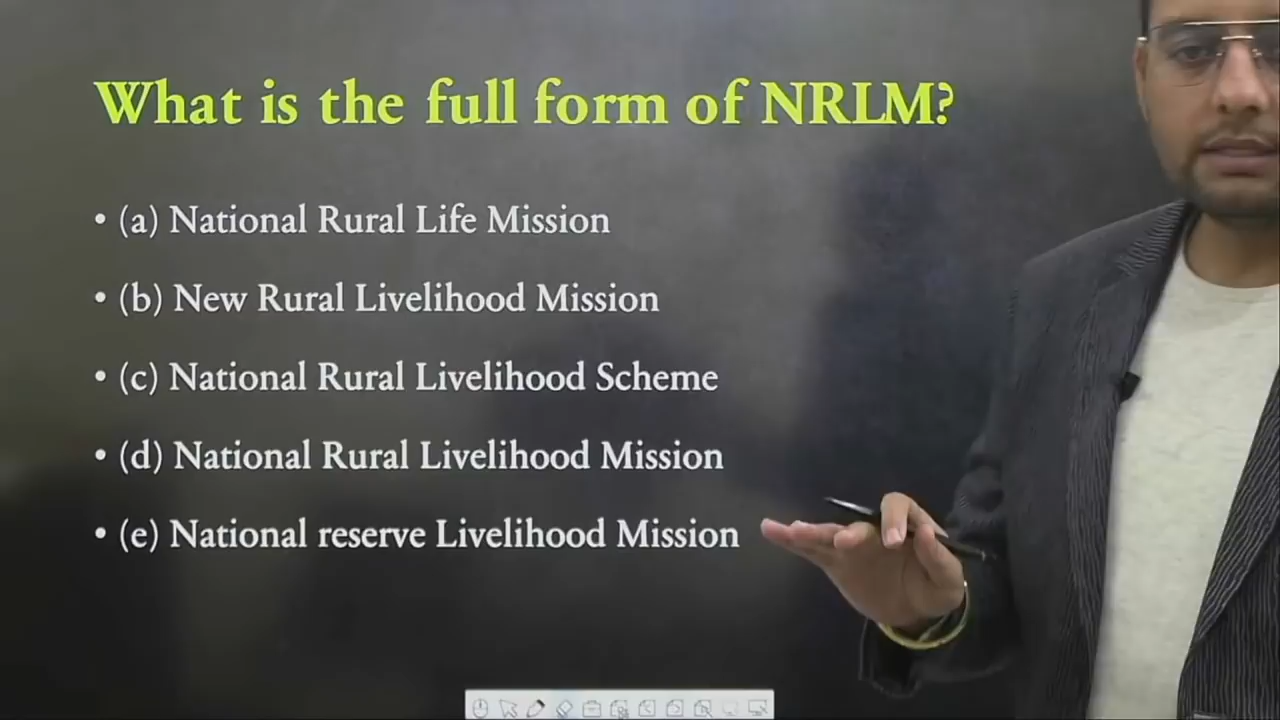 What is the full form of NRLM?
• (a) National Rural Life Mission
• (b) New Rural Livelihood Mission
• (c) National Rural Livelihood Scheme
• (d) National Rural Livelihood Mission
• (e) National reserve Livelihood Mission